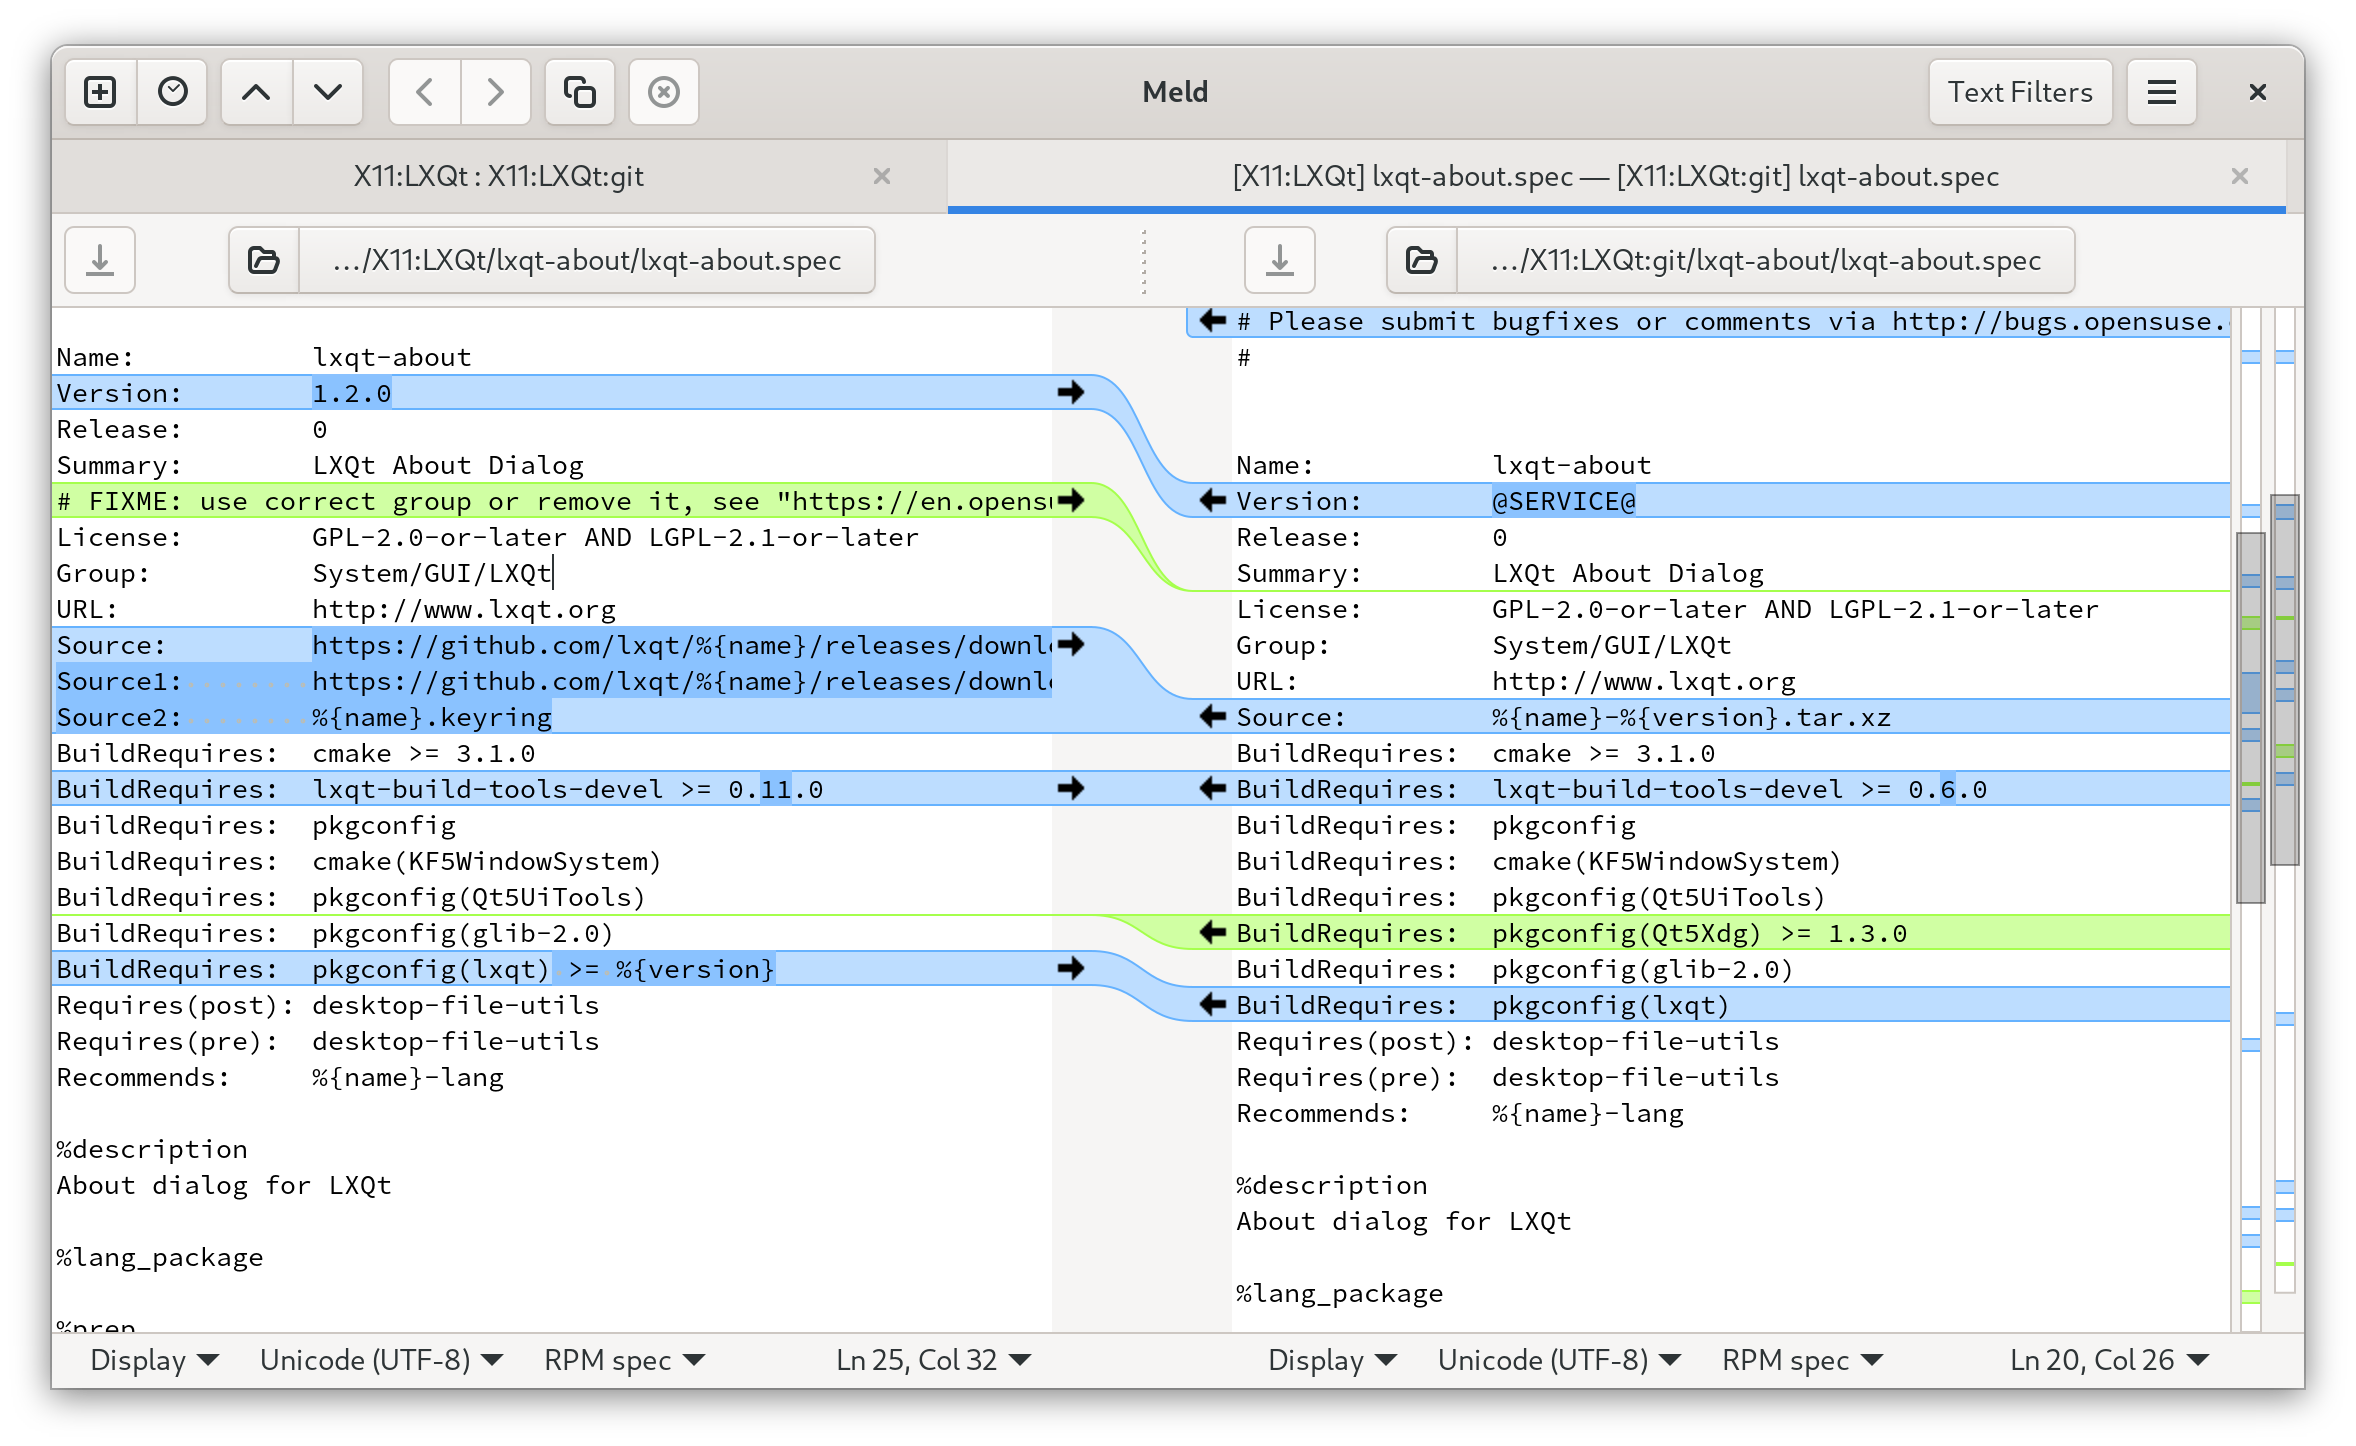 Meld
Text Filters
X11:LXQt : X11:LXQt:git
[X11:LXQt] lxqt-about.spec — [X11:LXQt:git] lxqt-about.spec
.../X11:LXQt/lxqt-about/lxqt-about.spec
.../X11:LXQt:git/lxqt-about/lxqt-about.spec
Name:           lxqt-about
Version:        1.2.0
Release:        0
Summary:        LXQt About Dialog
# FIXME: use correct group or remove it, see "https://en.opensu
License:        GPL-2.0-or-later AND LGPL-2.1-or-later
Group:          System/GUI/LXQt
URL:            http://www.lxqt.org
Source:         https://github.com/lxqt/%{name}/releases/downl
Source1:        https://github.com/lxqt/%{name}/releases/downl
Source2:        %{name}.keyring
BuildRequires:  cmake >= 3.1.0
BuildRequires:  lxqt-build-tools-devel >= 0.11.0
BuildRequires:  pkgconfig
BuildRequires:  cmake(KF5WindowSystem)
BuildRequires:  pkgconfig(Qt5UiTools)
BuildRequires:  pkgconfig(glib-2.0)
BuildRequires:  pkgconfig(lxqt) >= %{version}
Requires(post): desktop-file-utils
Requires(pre):  desktop-file-utils
Recommends:     %{name}-lang
%description
About dialog for LXQt
%lang_package
%prep
# Please submit bugfixes or comments via http://bugs.opensuse.
#
Name:           lxqt-about
Version:        @SERVICE@
Release:        0
Summary:        LXQt About Dialog
License:        GPL-2.0-or-later AND LGPL-2.1-or-later
Group:          System/GUI/LXQt
URL:            http://www.lxqt.org
Source:         %{name}-%{version}.tar.xz
BuildRequires:  cmake >= 3.1.0
BuildRequires:  lxqt-build-tools-devel >= 0.6.0
BuildRequires:  pkgconfig
BuildRequires:  cmake(KF5WindowSystem)
BuildRequires:  pkgconfig(Qt5UiTools)
BuildRequires:  pkgconfig(Qt5Xdg) >= 1.3.0
BuildRequires:  pkgconfig(glib-2.0)
BuildRequires:  pkgconfig(lxqt)
Requires(post): desktop-file-utils
Requires(pre):  desktop-file-utils
Recommends:     %{name}-lang
%description
About dialog for LXQt
%lang_package
Display Unicode (UTF-8) RPM spec Ln 25, Col 32
Display Unicode (UTF-8) RPM spec Ln 20, Col 26